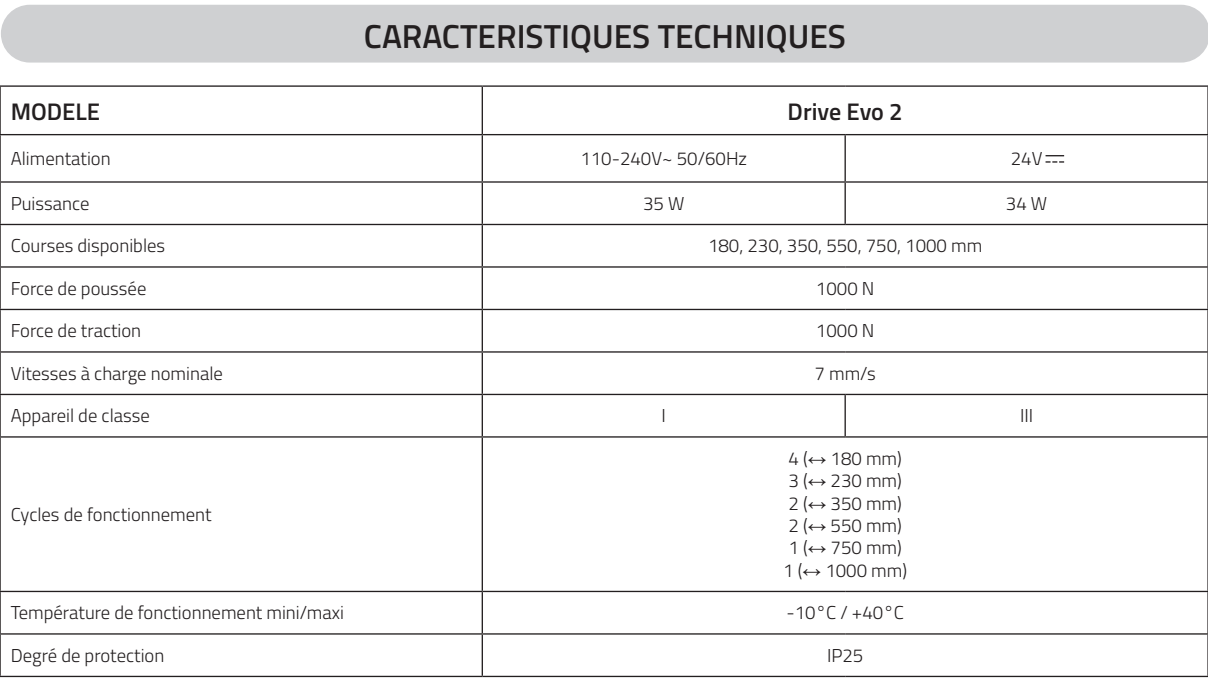 CARACTERISTIQUES TECHNIQUES
MODELE Drive Evo 2
Alimentation 110-240V~ 50/60Hz 24V⎓
Puissance 35 W 34 W
Courses disponibles 180, 230, 350, 550, 750, 1000 mm
Force de poussée 1000 N
Force de traction 1000 N
Vitesses à charge nominale 7 mm/s
Appareil de classe I III
Cycles de fonctionnement
4 (↔ 180 mm)
3 (↔ 230 mm)
2 (↔ 350 mm)
2 (↔ 550 mm)
1 (↔ 750 mm)
1 (↔ 1000 mm)
Température de fonctionnement mini/maxi -10°C / +40°C
Degré de protection IP25